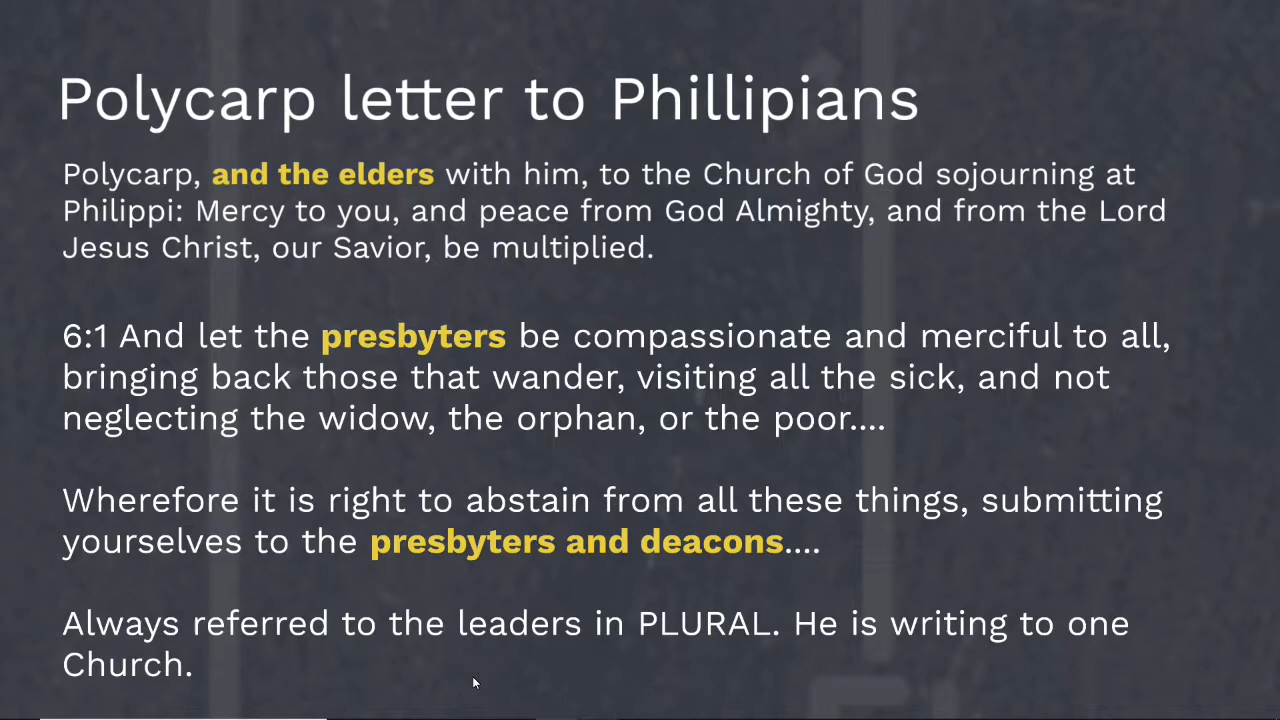 Polycarp letter to Phillipians
Polycarp, and the elders with him, to the Church of God sojourning at
Philippi: Mercy to you, and peace from God Almighty, and from the Lord
Jesus Christ, our Savior, be multiplied.
6:1 And let the presbyters be compassionate and merciful to all,
bringing back those that wander, visiting all the sick, and not
neglecting the widow, the orphan, or the poor....
Wherefore it is right to abstain from all these things, submitting
yourselves to the presbyters and deacons....
Always referred to the leaders in PLURAL. He is writing to one
Church.